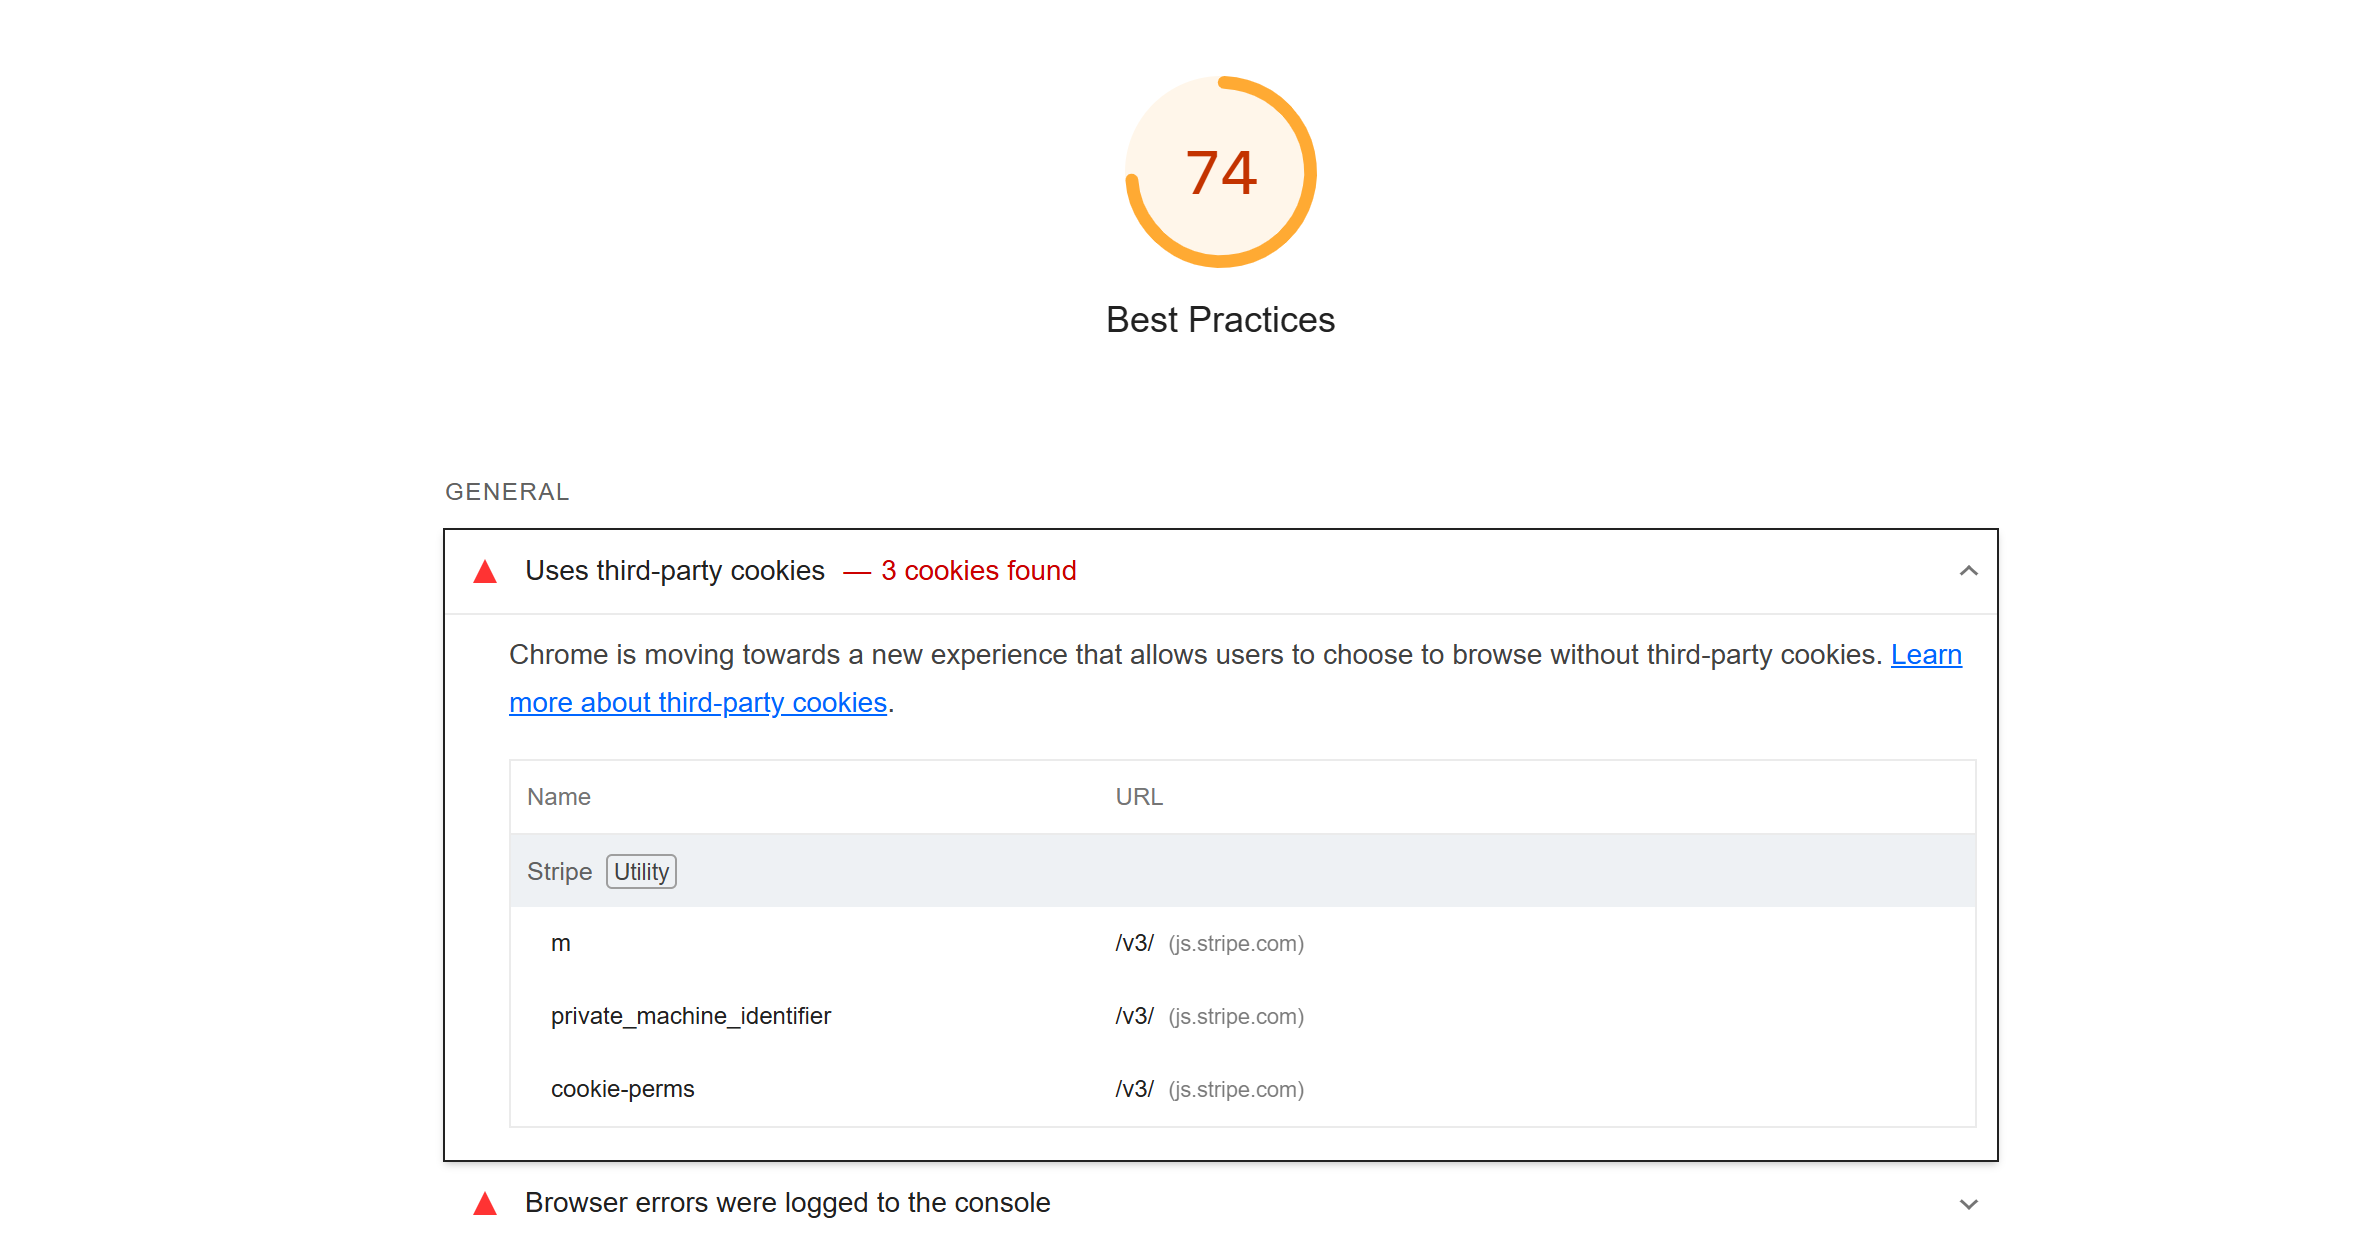 74
Best Practices
GENERAL
Uses third-party cookies — 3 cookies found
Chrome is moving towards a new experience that allows users to choose to browse without third-party cookies. Learn
more about third-party cookies.
Name URL
Stripe Utility
m /v3/ (js.stripe.com)
private_machine_identifier /v3/ (js.stripe.com)
cookie-perms /v3/ (js.stripe.com)
Browser errors were logged to the console